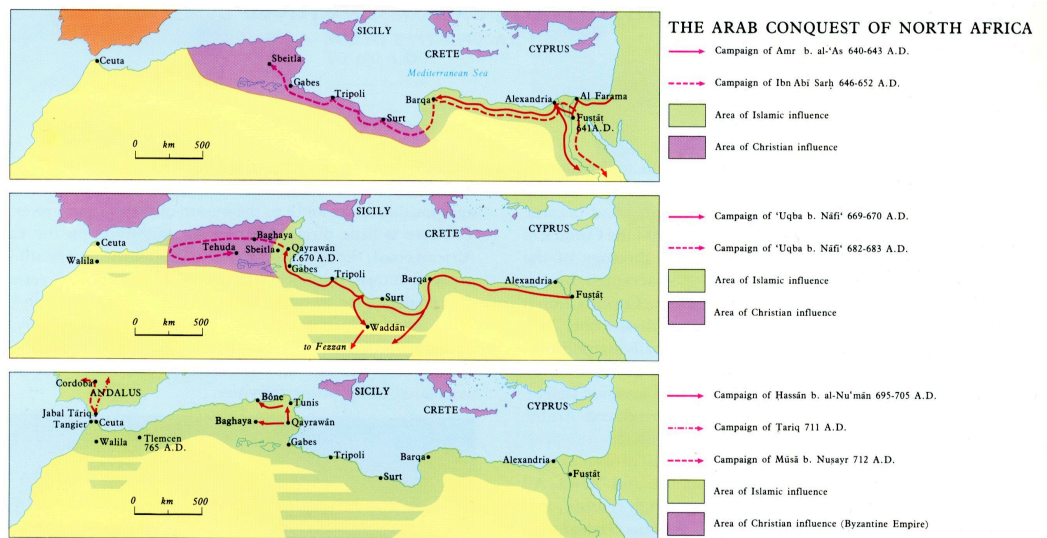 THE ARAB CONQUEST OF NORTH AFRICA
SICILY
CRETE
CYPRUS
Ceuta
Sbeitla
Gabes
Mediterranean Sea
Tripoli
Barqa
Alexandria
Al Farama
Surt
Fusṭāṭ
641A.D.
0 km 500
Campaign of Amr b. al-‘As 640-643 A.D.
Campaign of Ibn Abī Sarḥ 646-652 A.D.
Area of Islamic influence
Area of Christian influence
SICILY
CRETE
CYPRUS
Ceuta
Walila
Baghaya
Tehuda
Sbeitla
Qayrawān
f.670 A.D.
Gabes
Tripoli
Barqa
Alexandria
Surt
Fusṭāṭ
Waddān
to Fezzan
0 km 500
Campaign of ‘Uqba b. Nāfi‘ 669-670 A.D.
Campaign of ‘Uqba b. Nāfi‘ 682-683 A.D.
Area of Islamic influence
Area of Christian influence
Cordoba
ANDALUS
Jabal Tāriq
Tangier
Ceuta
Walila
Tlemcen
765 A.D.
Bône
Tunis
Baghaya
Qayrawān
Gabes
SICILY
CRETE
CYPRUS
Tripoli
Barqa
Surt
Alexandria
Fusṭāṭ
0 km 500
Campaign of Ḥassān b. al-Nu‘mān 695-705 A.D.
Campaign of Ṭariq 711 A.D.
Campaign of Mūsā b. Nuṣayr 712 A.D.
Area of Islamic influence
Area of Christian influence (Byzantine Empire)